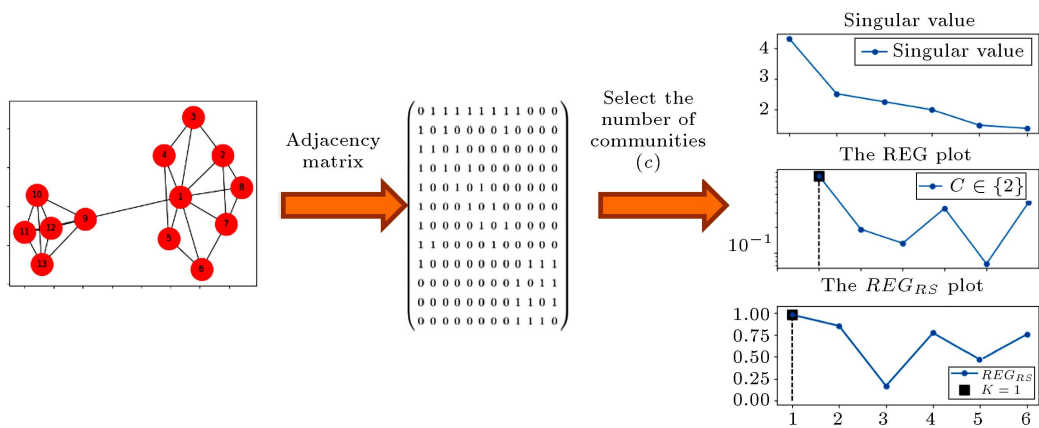 3
4
2
8
1
7
5
6
10
9
12
11
13
Adjacency
matrix
0 1 1 1 1 1 1 1 1 0 0 0
1 0 1 0 0 0 0 1 0 0 0 0
1 1 0 1 0 0 0 0 0 0 0 0
1 0 1 0 1 0 0 0 0 0 0 0
1 0 0 1 0 1 0 0 0 0 0 0
1 0 0 0 1 0 1 0 0 0 0 0
1 0 0 0 0 1 0 1 0 0 0 0
1 1 0 0 0 0 1 0 0 0 0 0
1 0 0 0 0 0 0 0 0 1 1 1
0 0 0 0 0 0 0 0 1 0 1 1
0 0 0 0 0 0 0 0 1 1 0 1
0 0 0 0 0 0 0 0 1 1 1 0
Select the
number of
communities
(c)
Singular value
4
3
2
Singular value
The REG plot
10⁻¹
C ∈ {2}
The REG_RS plot
1.00
0.75
0.50
0.25
0.00
REG_RS
K = 1
1 2 3 4 5 6